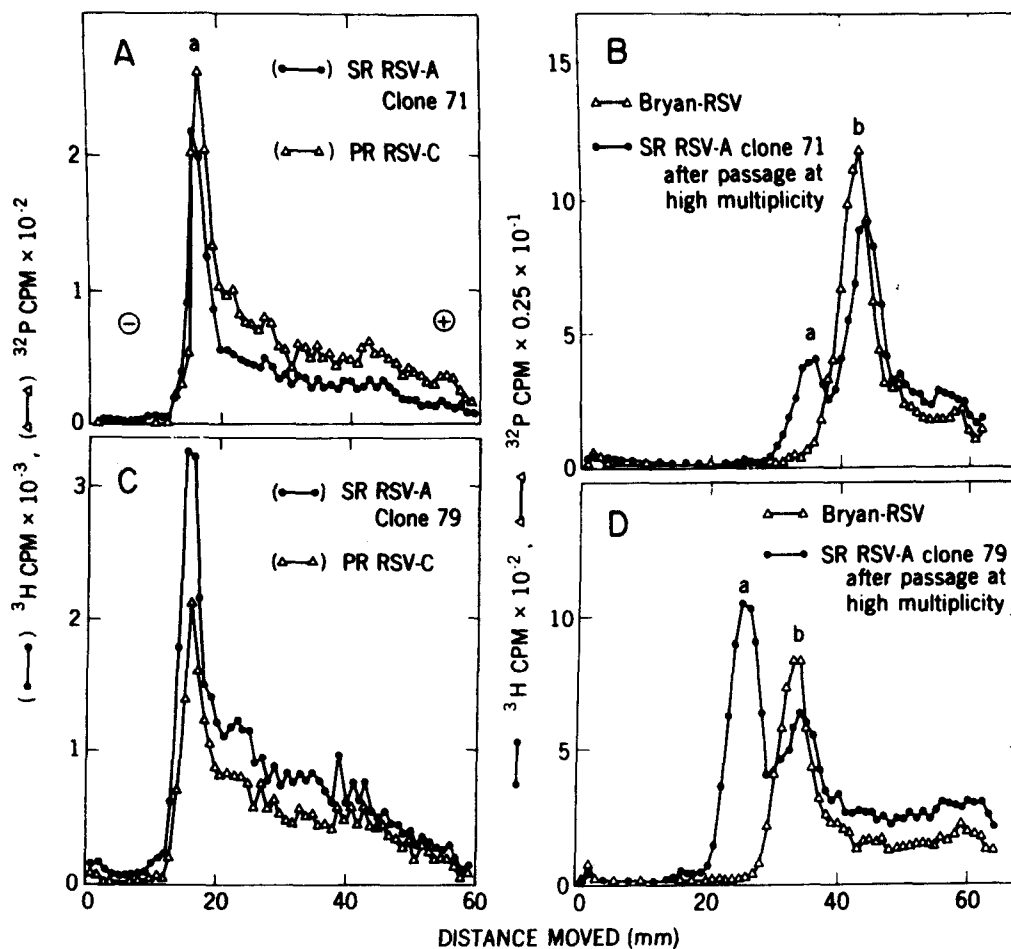 A
a
(●—●) SR RSV-A
Clone 71
(△—△) PR RSV-C
⊖
⊕
2
1
0
B
△—△ Bryan-RSV
●—● SR RSV-A clone 71
after passage at
high multiplicity
a
b
15
10
5
0
C
(●—●) SR RSV-A
Clone 79
(△—△) PR RSV-C
3
2
1
0
0 20 40 60
D
△—△ Bryan-RSV
●—● SR RSV-A clone 79
after passage at
high multiplicity
a
b
10
5
0
0 20 40 60
(●—●) ³H CPM × 10⁻³, (△—△) ³²P CPM × 10⁻²
●—● ³H CPM × 10⁻², △—△ ³²P CPM × 0.25 × 10⁻¹
DISTANCE MOVED (mm)